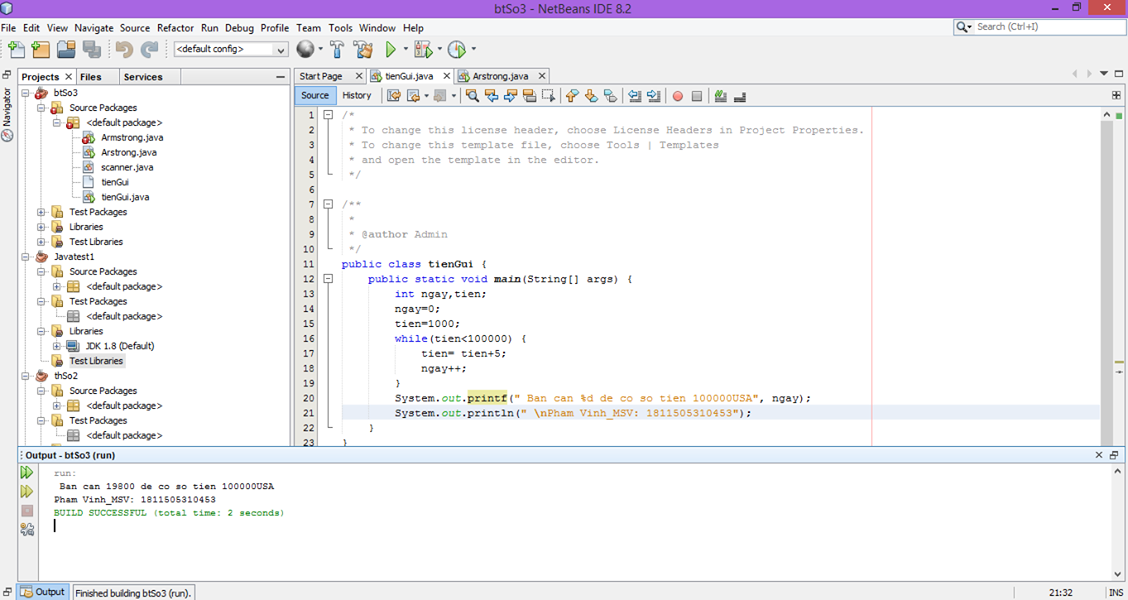 btSo3 - NetBeans IDE 8.2
File Edit View Navigate Source Refactor Run Debug Profile Team Tools Window Help
Search (Ctrl+I)
<default config>
Projects Files Services
Navigator
btSo3
Source Packages
<default package>
Armstrong.java
Arstrong.java
scanner.java
tienGui
tienGui.java
Test Packages
Libraries
Test Libraries
Javatest1
Source Packages
<default package>
Test Packages
<default package>
Libraries
JDK 1.8 (Default)
Test Libraries
thSo2
Source Packages
<default package>
Test Packages
<default package>
Start Page tienGui.java Arstrong.java
Source History
1 /*
2 * To change this license header, choose License Headers in Project Properties.
3 * To change this template file, choose Tools | Templates
4 * and open the template in the editor.
5 */
6
7 /**
8 *
9 * @author Admin
10 */
11 public class tienGui {
12 public static void main(String[] args) {
13 int ngay,tien;
14 ngay=0;
15 tien=1000;
16 while(tien<100000) {
17 tien= tien+5;
18 ngay++;
19 }
20 System.out.printf(" Ban can %d de co so tien 100000USA", ngay);
21 System.out.println(" \nPham Vinh_MSV: 1811505310453");
22 }
23 }
Output - btSo3 (run)
run:
Ban can 19800 de co so tien 100000USA
Pham Vinh_MSV: 1811505310453
BUILD SUCCESSFUL (total time: 2 seconds)
Output Finished building btSo3 (run). 21:32 INS